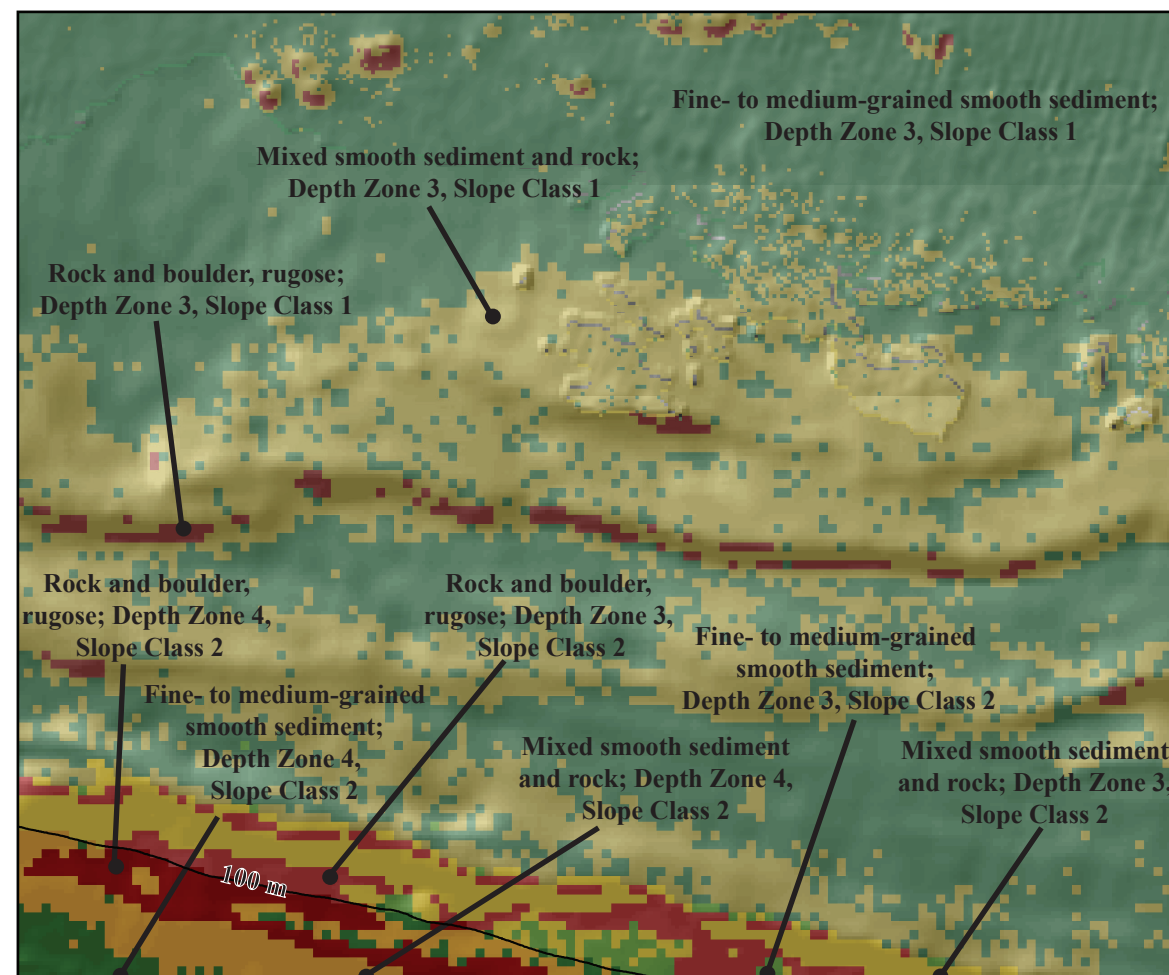 Fine- to medium-grained smooth sediment;
Depth Zone 3, Slope Class 1
Mixed smooth sediment and rock;
Depth Zone 3, Slope Class 1
Rock and boulder, rugose;
Depth Zone 3, Slope Class 1
Rock and boulder,
rugose; Depth Zone 4,
Slope Class 2
Rock and boulder,
rugose; Depth Zone 3,
Slope Class 2
Fine- to medium-grained
smooth sediment;
Depth Zone 3, Slope Class 2
Fine- to medium-grained
smooth sediment;
Depth Zone 4,
Slope Class 2
Mixed smooth sediment
and rock; Depth Zone 4,
Slope Class 2
Mixed smooth sediment
and rock; Depth Zone 3,
Slope Class 2
100 m